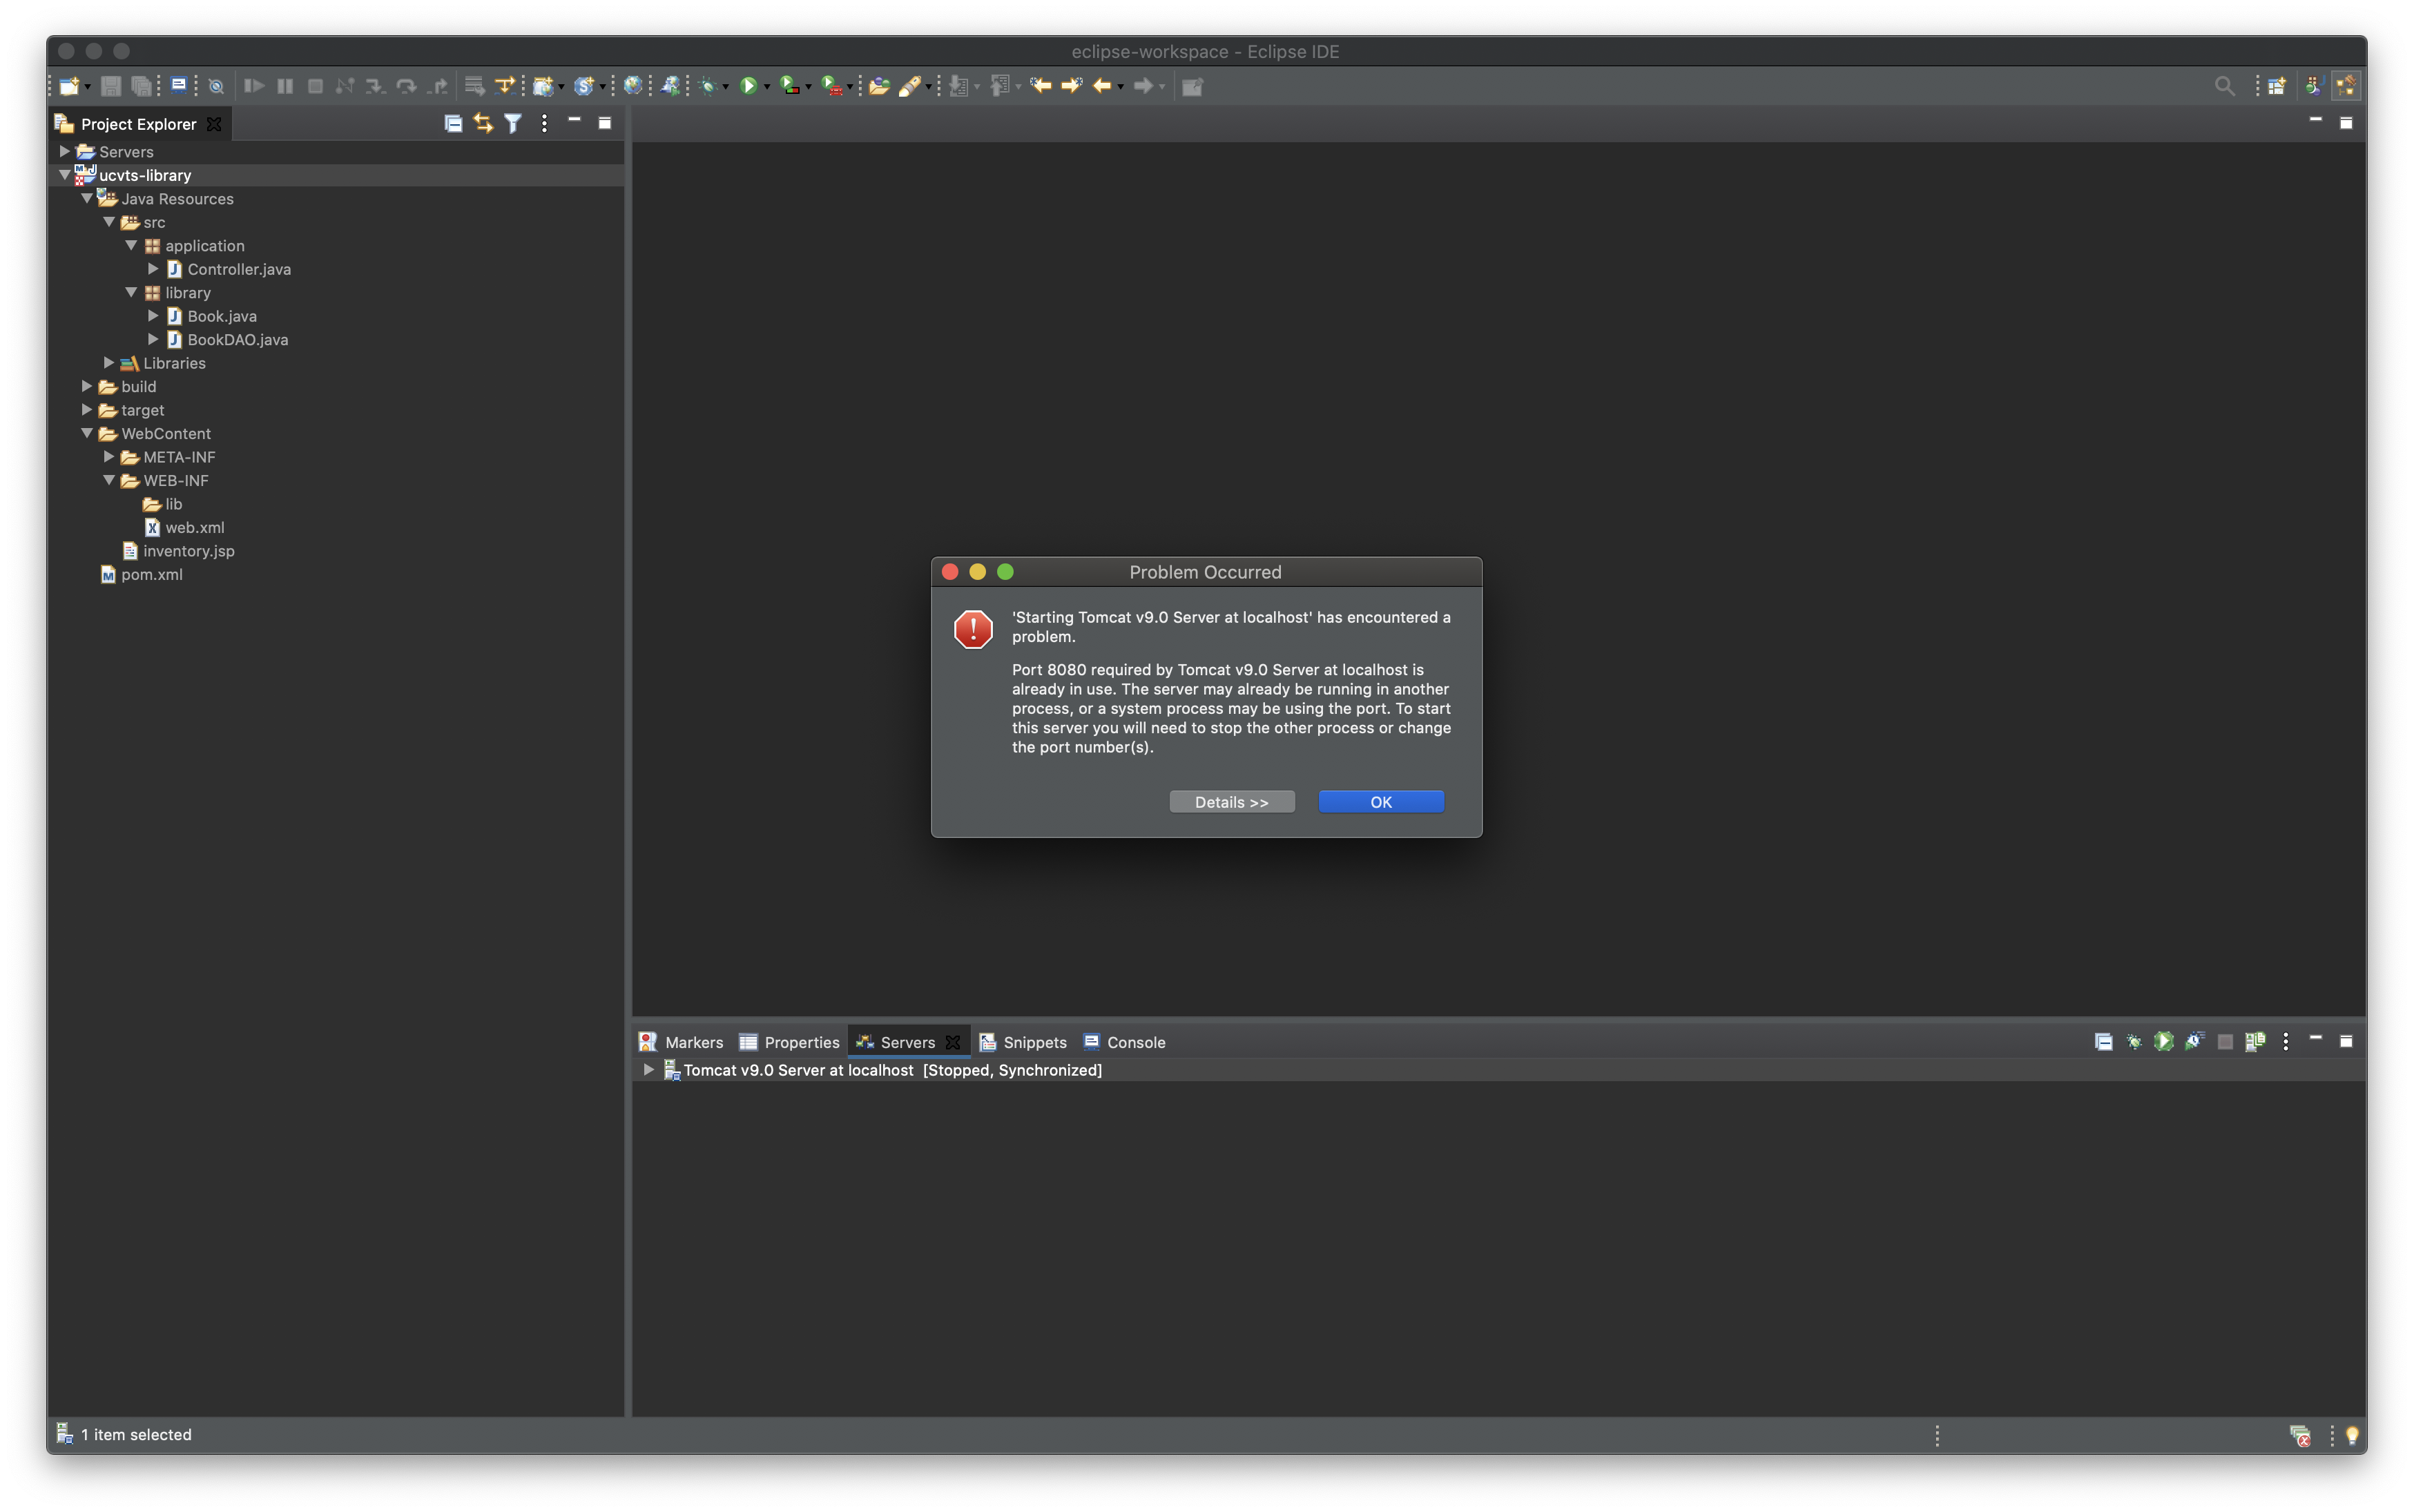 eclipse-workspace - Eclipse IDE
Project Explorer
Servers
ucvts-library
Java Resources
src
application
Controller.java
library
Book.java
BookDAO.java
Libraries
build
target
WebContent
META-INF
WEB-INF
lib
web.xml
inventory.jsp
pom.xml
Problem Occurred
'Starting Tomcat v9.0 Server at localhost' has encountered a
problem.
Port 8080 required by Tomcat v9.0 Server at localhost is
already in use. The server may already be running in another
process, or a system process may be using the port. To start
this server you will need to stop the other process or change
the port number(s).
Details >>
OK
Markers Properties Servers Snippets Console
Tomcat v9.0 Server at localhost [Stopped, Synchronized]
1 item selected